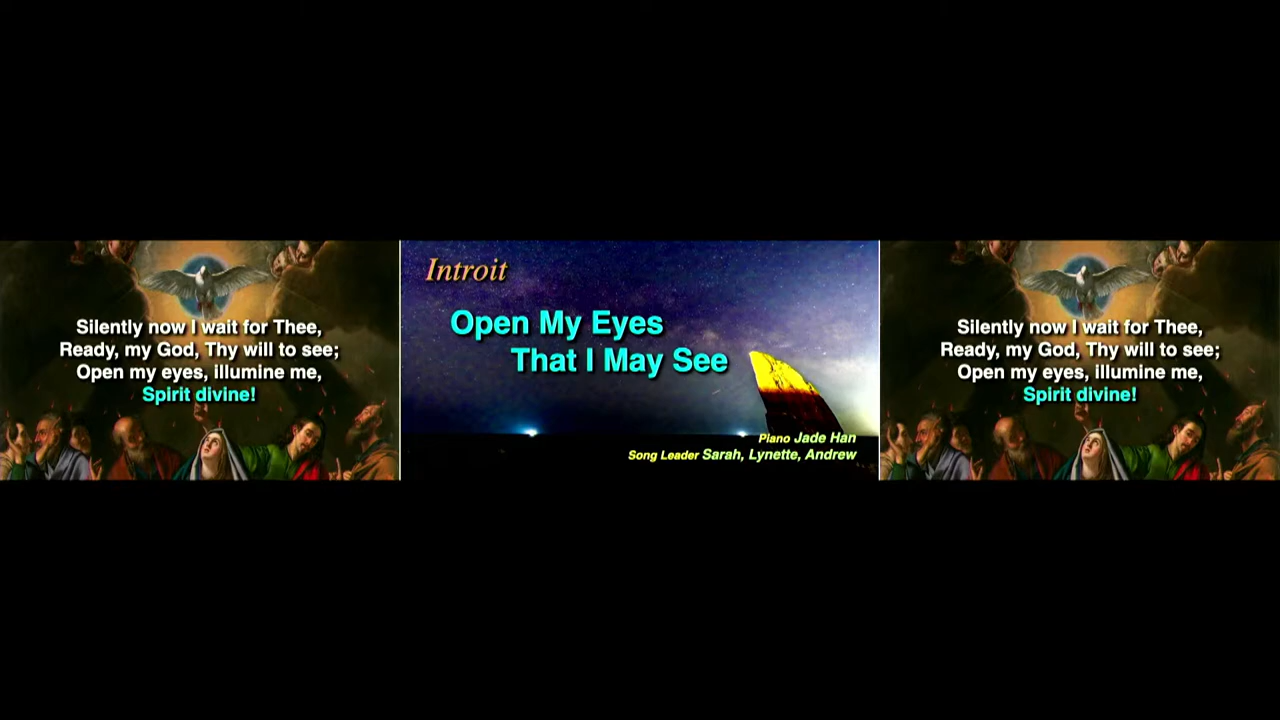 Silently now I wait for Thee,
Ready, my God, Thy will to see;
Open my eyes, illumine me,
Spirit divine!
Introit
Open My Eyes
That I May See
Piano Jade Han
Song Leader Sarah, Lynette, Andrew
Silently now I wait for Thee,
Ready, my God, Thy will to see;
Open my eyes, illumine me,
Spirit divine!